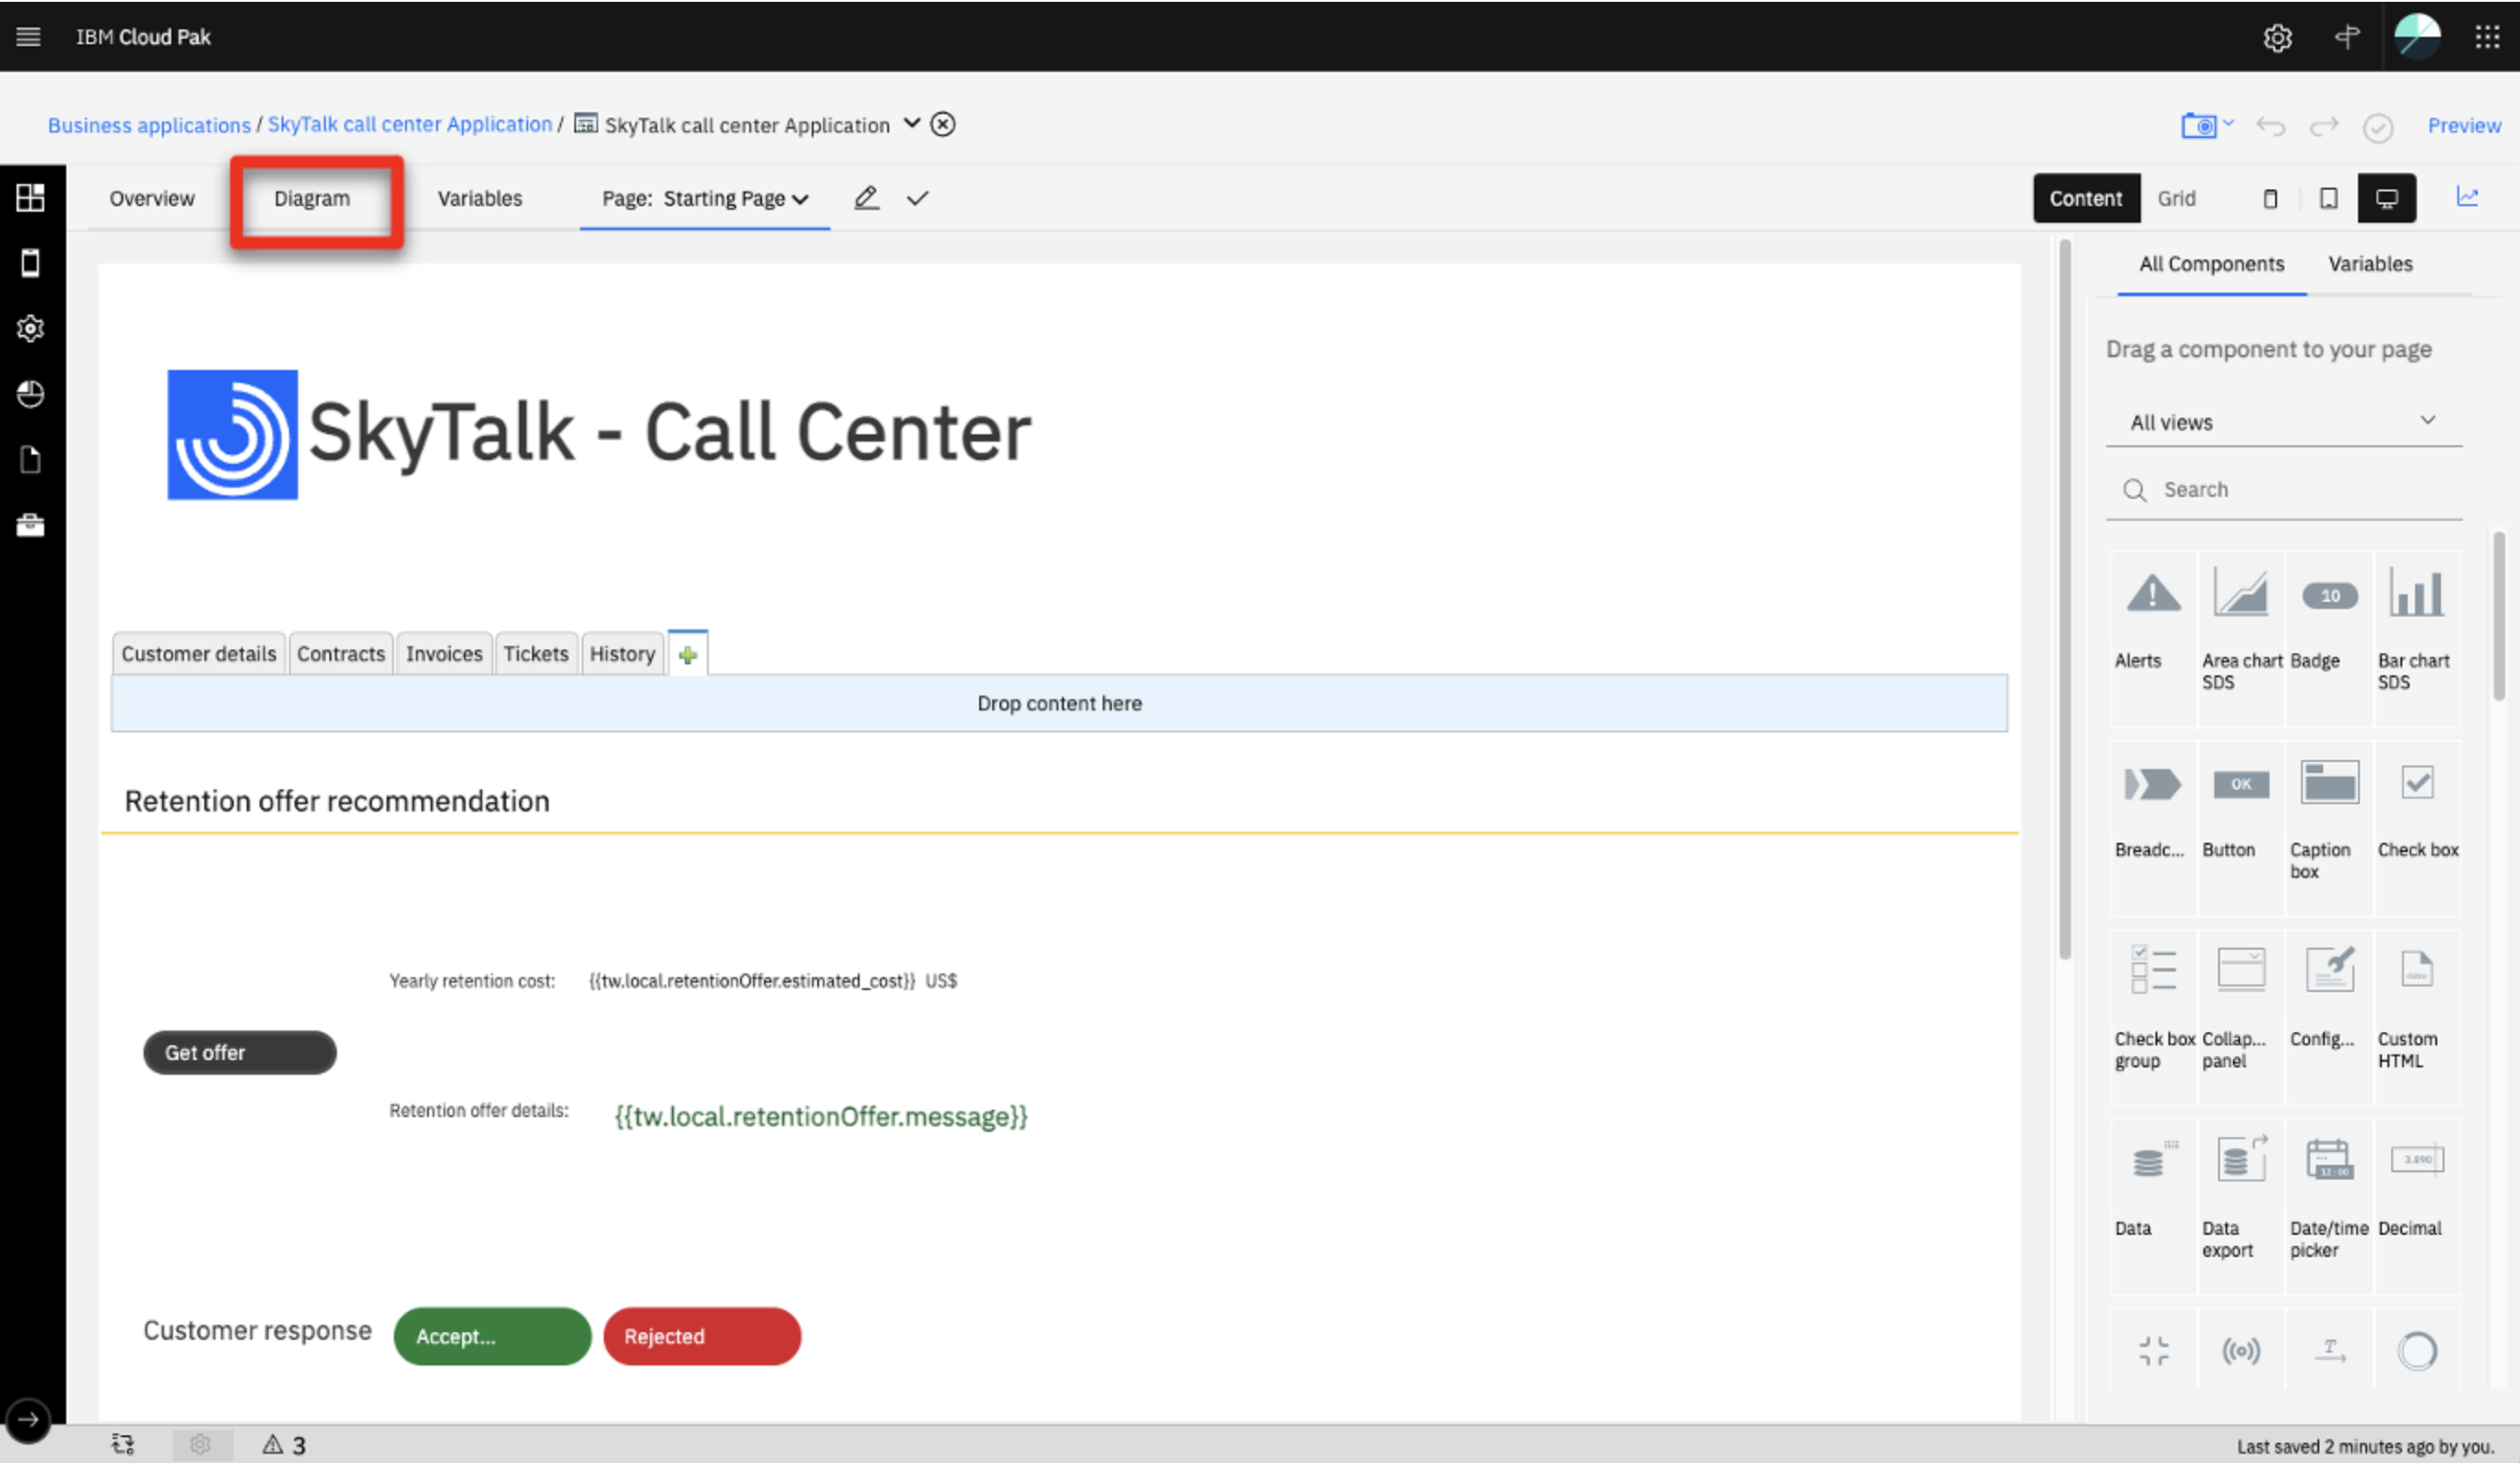 IBM Cloud Pak
Business applications / SkyTalk call center Application / SkyTalk call center Application
Preview
Overview Diagram Variables Page: Starting Page
Content Grid
All Components Variables
Drag a component to your page
All views
Search
SkyTalk - Call Center
Customer details Contracts Invoices Tickets History
Drop content here
Retention offer recommendation
Yearly retention cost: {{tw.local.retentionOffer.estimated_cost}} US$
Get offer
Retention offer details: {{tw.local.retentionOffer.message}}
Customer response Accept... Rejected
10
Alerts Area chart SDS Badge Bar chart SDS
OK
Breadc... Button Caption box Check box
Check box group Collap... panel Config... Custom HTML
12:00 3.890
Data Data export Date/time picker Decimal
T
3
Last saved 2 minutes ago by you.